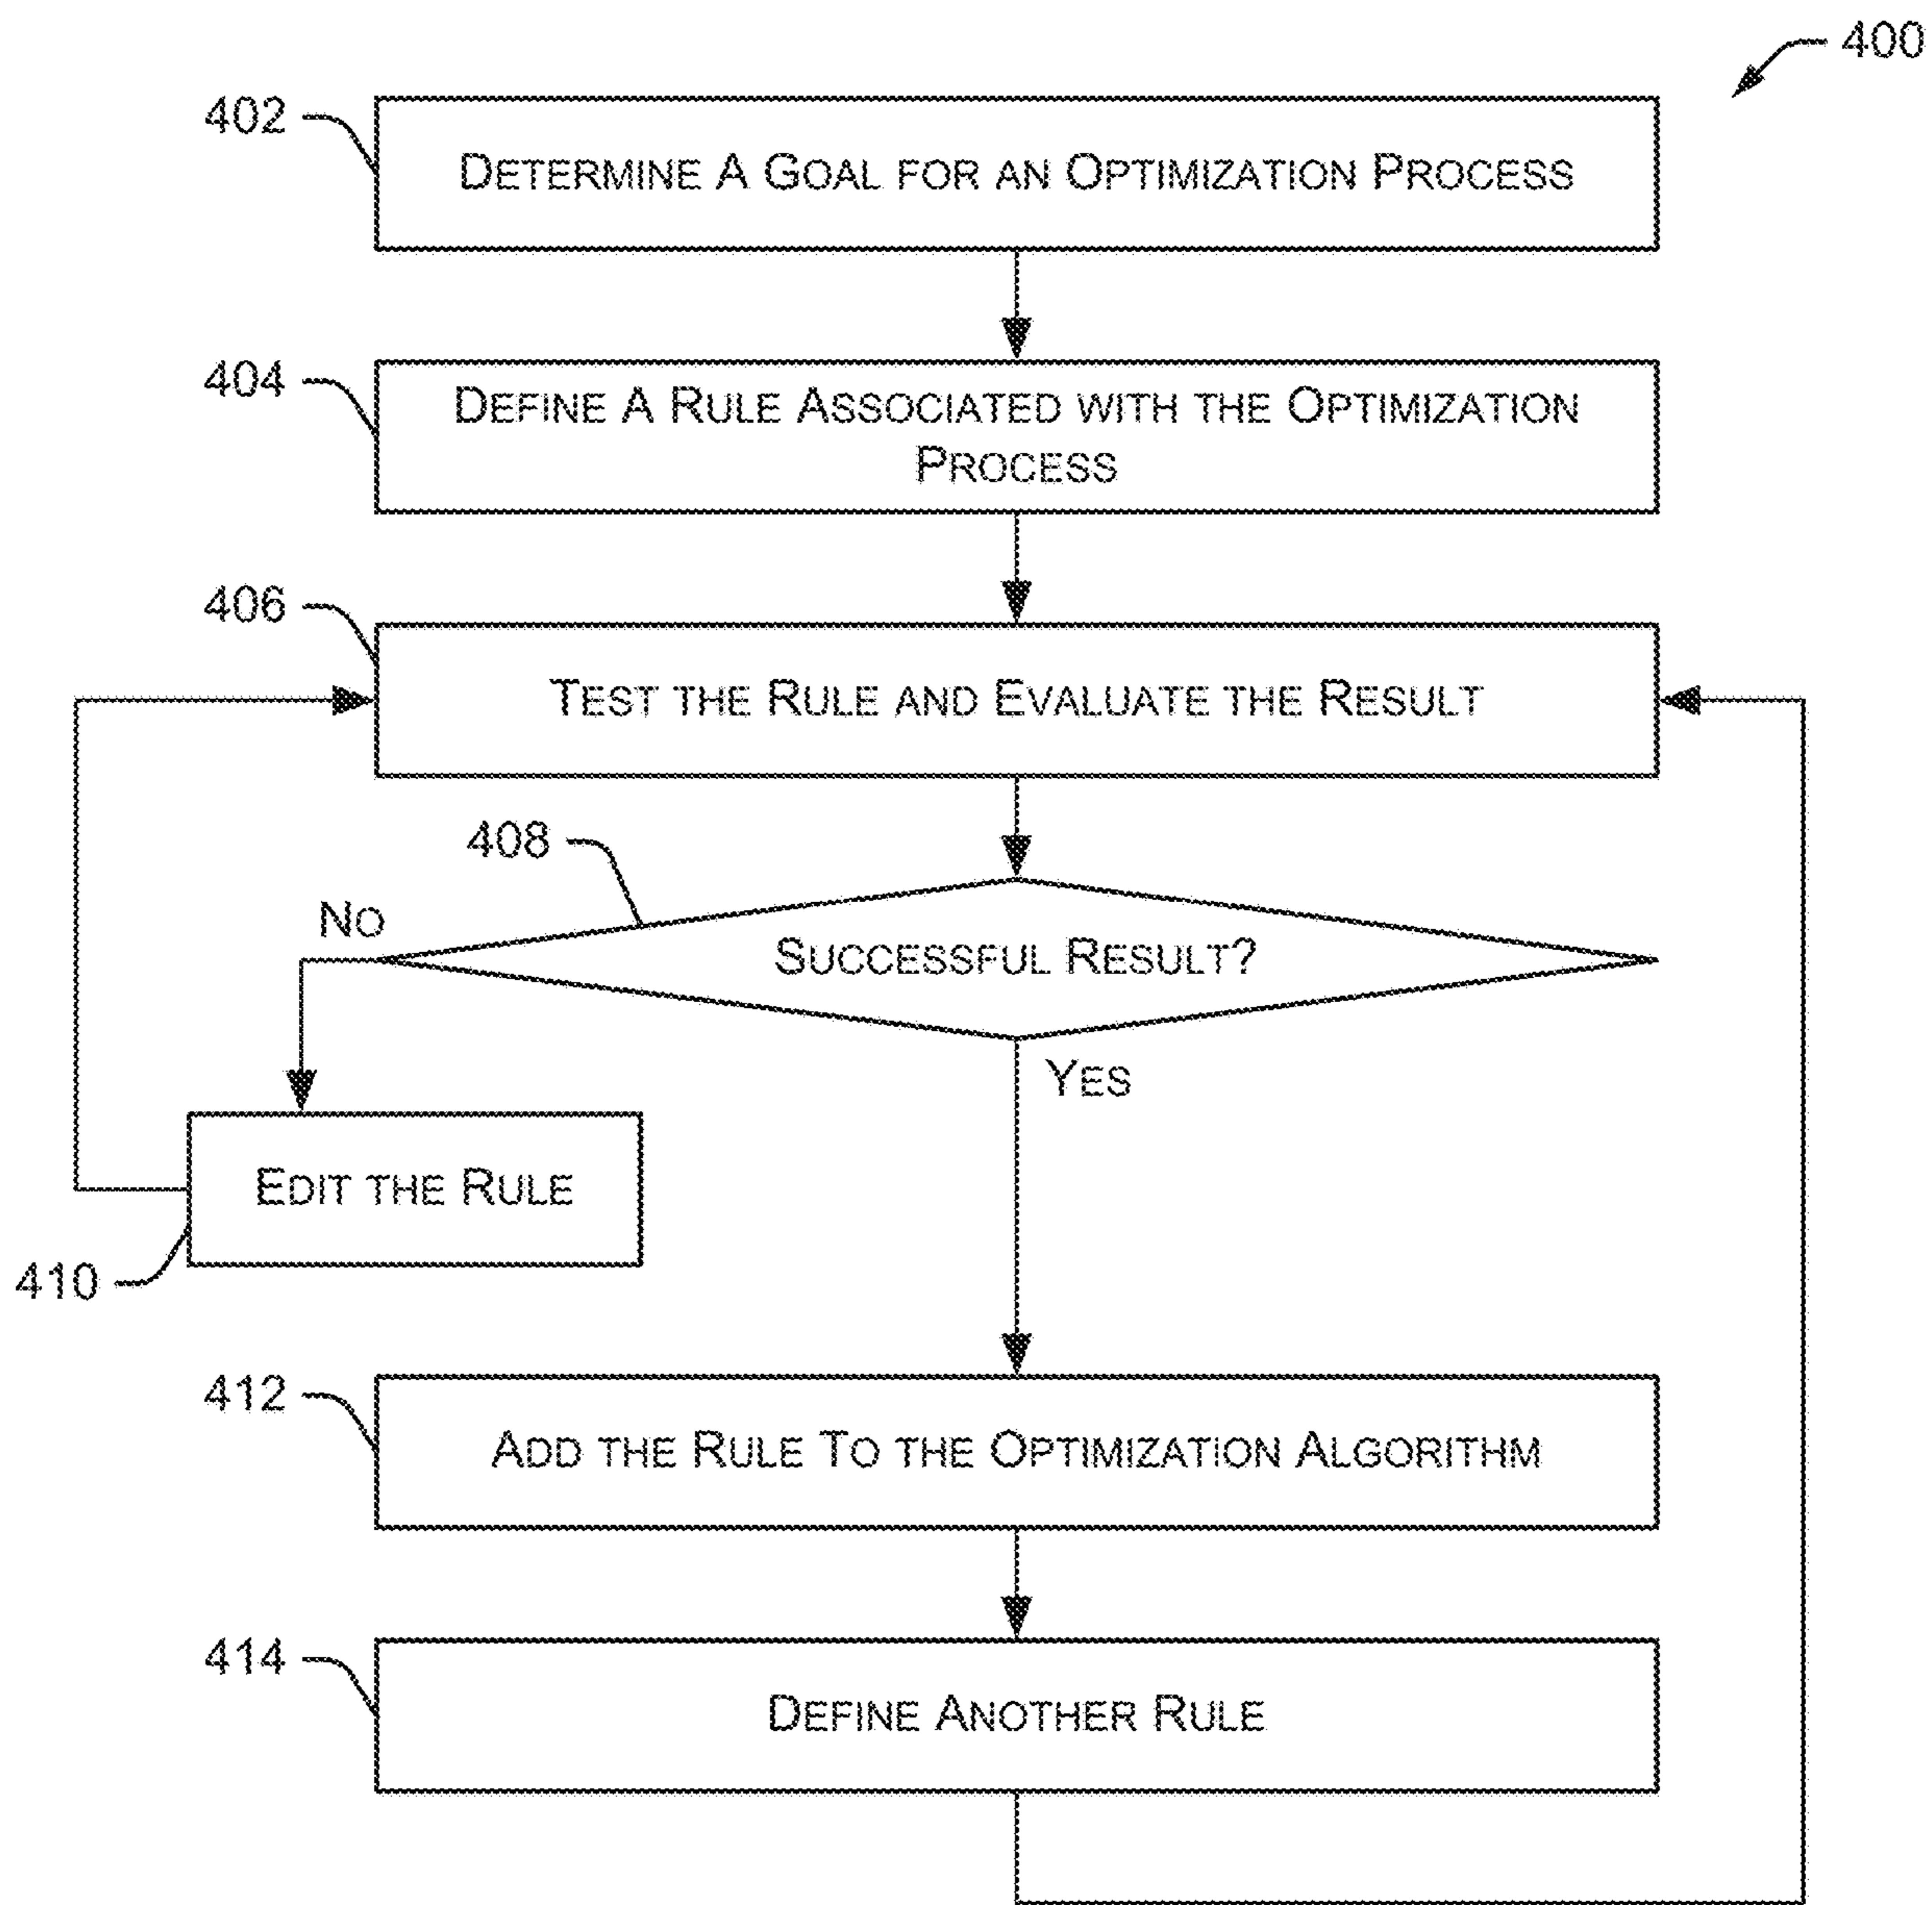 400
402
DETERMINE A GOAL FOR AN OPTIMIZATION PROCESS
404
DEFINE A RULE ASSOCIATED WITH THE OPTIMIZATION
PROCESS
406
TEST THE RULE AND EVALUATE THE RESULT
408
NO
SUCCESSFUL RESULT?
YES
EDIT THE RULE
410
412
ADD THE RULE TO THE OPTIMIZATION ALGORITHM
414
DEFINE ANOTHER RULE